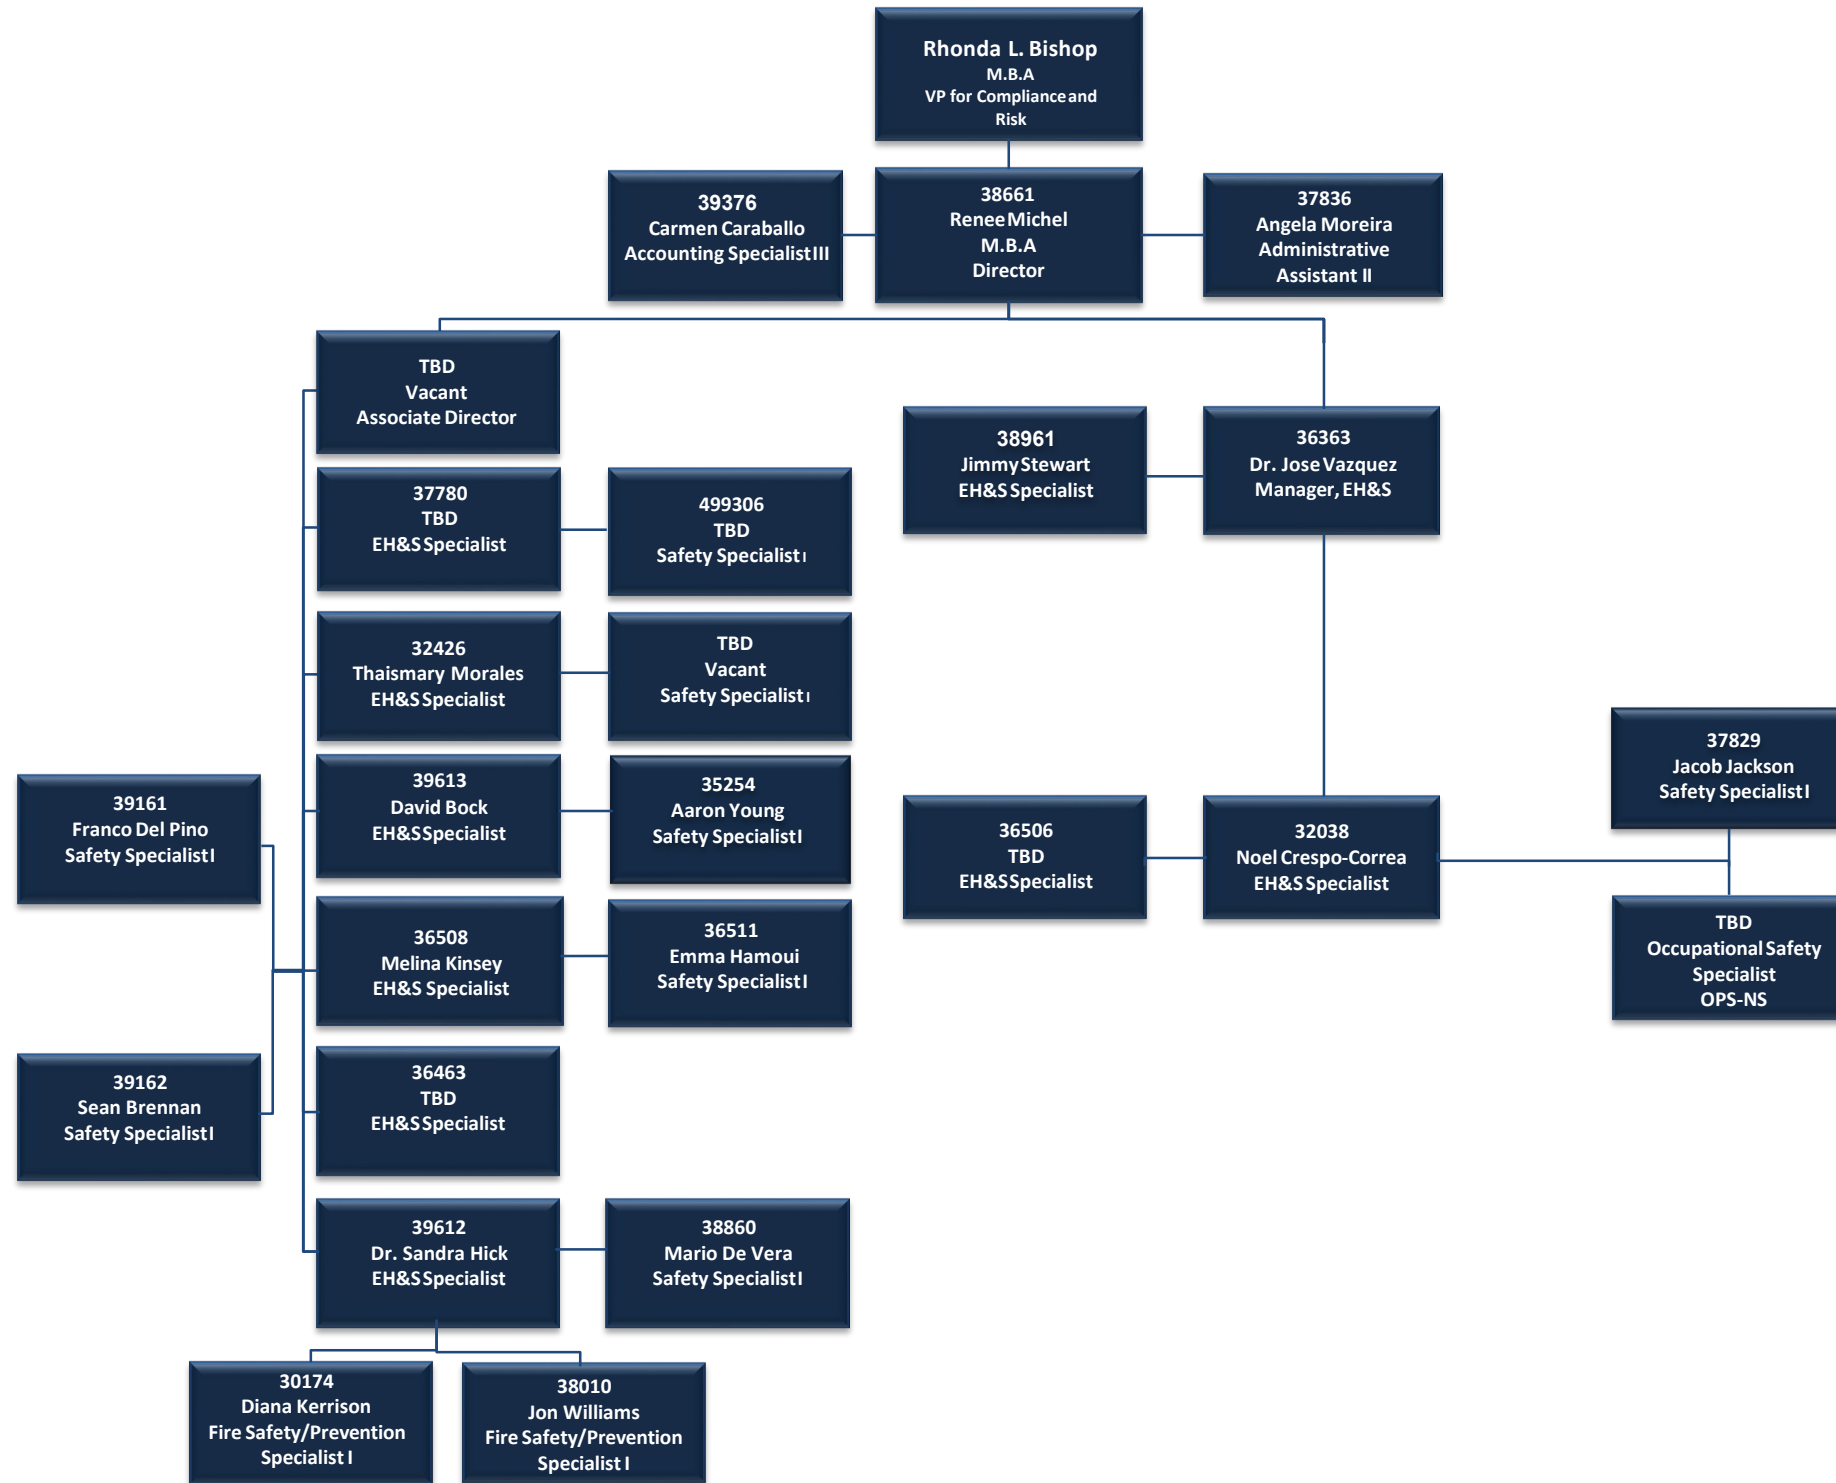 Rhonda L. Bishop
M.B.A
VP for Compliance and
Risk
39376
Carmen Caraballo
Accounting Specialist III
38661
Renee Michel
M.B.A
Director
37836
Angela Moreira
Administrative
Assistant II
TBD
Vacant
Associate Director
38961
Jimmy Stewart
EH&S Specialist
36363
Dr. Jose Vazquez
Manager, EH&S
37780
TBD
EH&S Specialist
499306
TBD
Safety Specialist I
32426
Thaismary Morales
EH&S Specialist
TBD
Vacant
Safety Specialist I
39161
Franco Del Pino
Safety Specialist I
39613
David Bock
EH&S Specialist
35254
Aaron Young
Safety Specialist I
36506
TBD
EH&S Specialist
32038
Noel Crespo-Correa
EH&S Specialist
37829
Jacob Jackson
Safety Specialist I
TBD
Occupational Safety
Specialist
OPS-NS
36508
Melina Kinsey
EH&S Specialist
36511
Emma Hamoui
Safety Specialist I
39162
Sean Brennan
Safety Specialist I
36463
TBD
EH&S Specialist
39612
Dr. Sandra Hick
EH&S Specialist
38860
Mario De Vera
Safety Specialist I
30174
Diana Kerrison
Fire Safety/Prevention
Specialist I
38010
Jon Williams
Fire Safety/Prevention
Specialist I